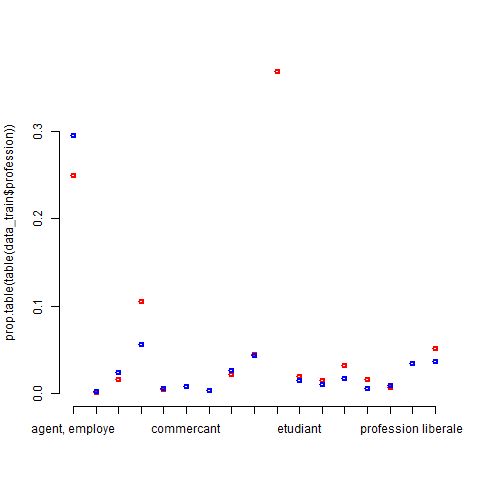 prop.table(table(data_train$profession))
0.3
0.2
0.1
0.0
agent, employe
commercant
etudiant
profession liberale